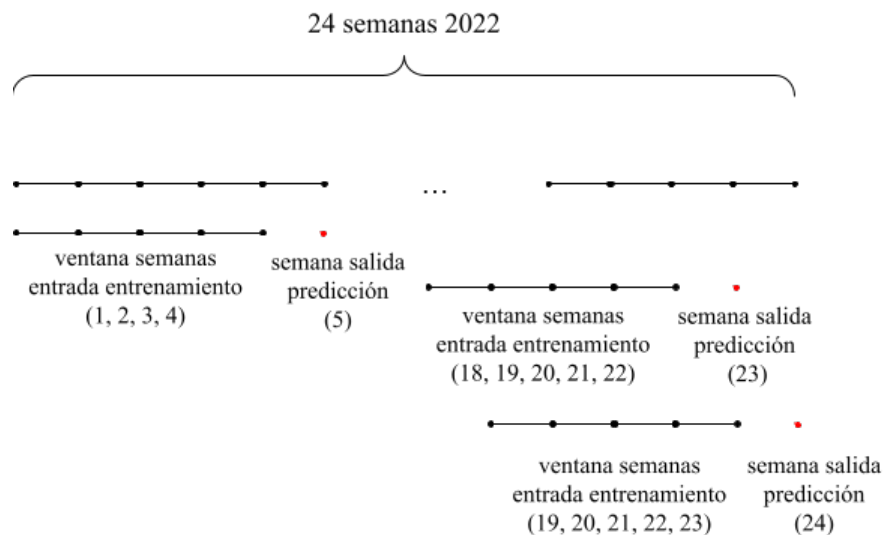 24 semanas 2022
...
ventana semanas
entrada entrenamiento
(1, 2, 3, 4)
semana salida
predicción
(5)
ventana semanas
entrada entrenamiento
(18, 19, 20, 21, 22)
semana salida
predicción
(23)
ventana semanas
entrada entrenamiento
(19, 20, 21, 22, 23)
semana salida
predicción
(24)